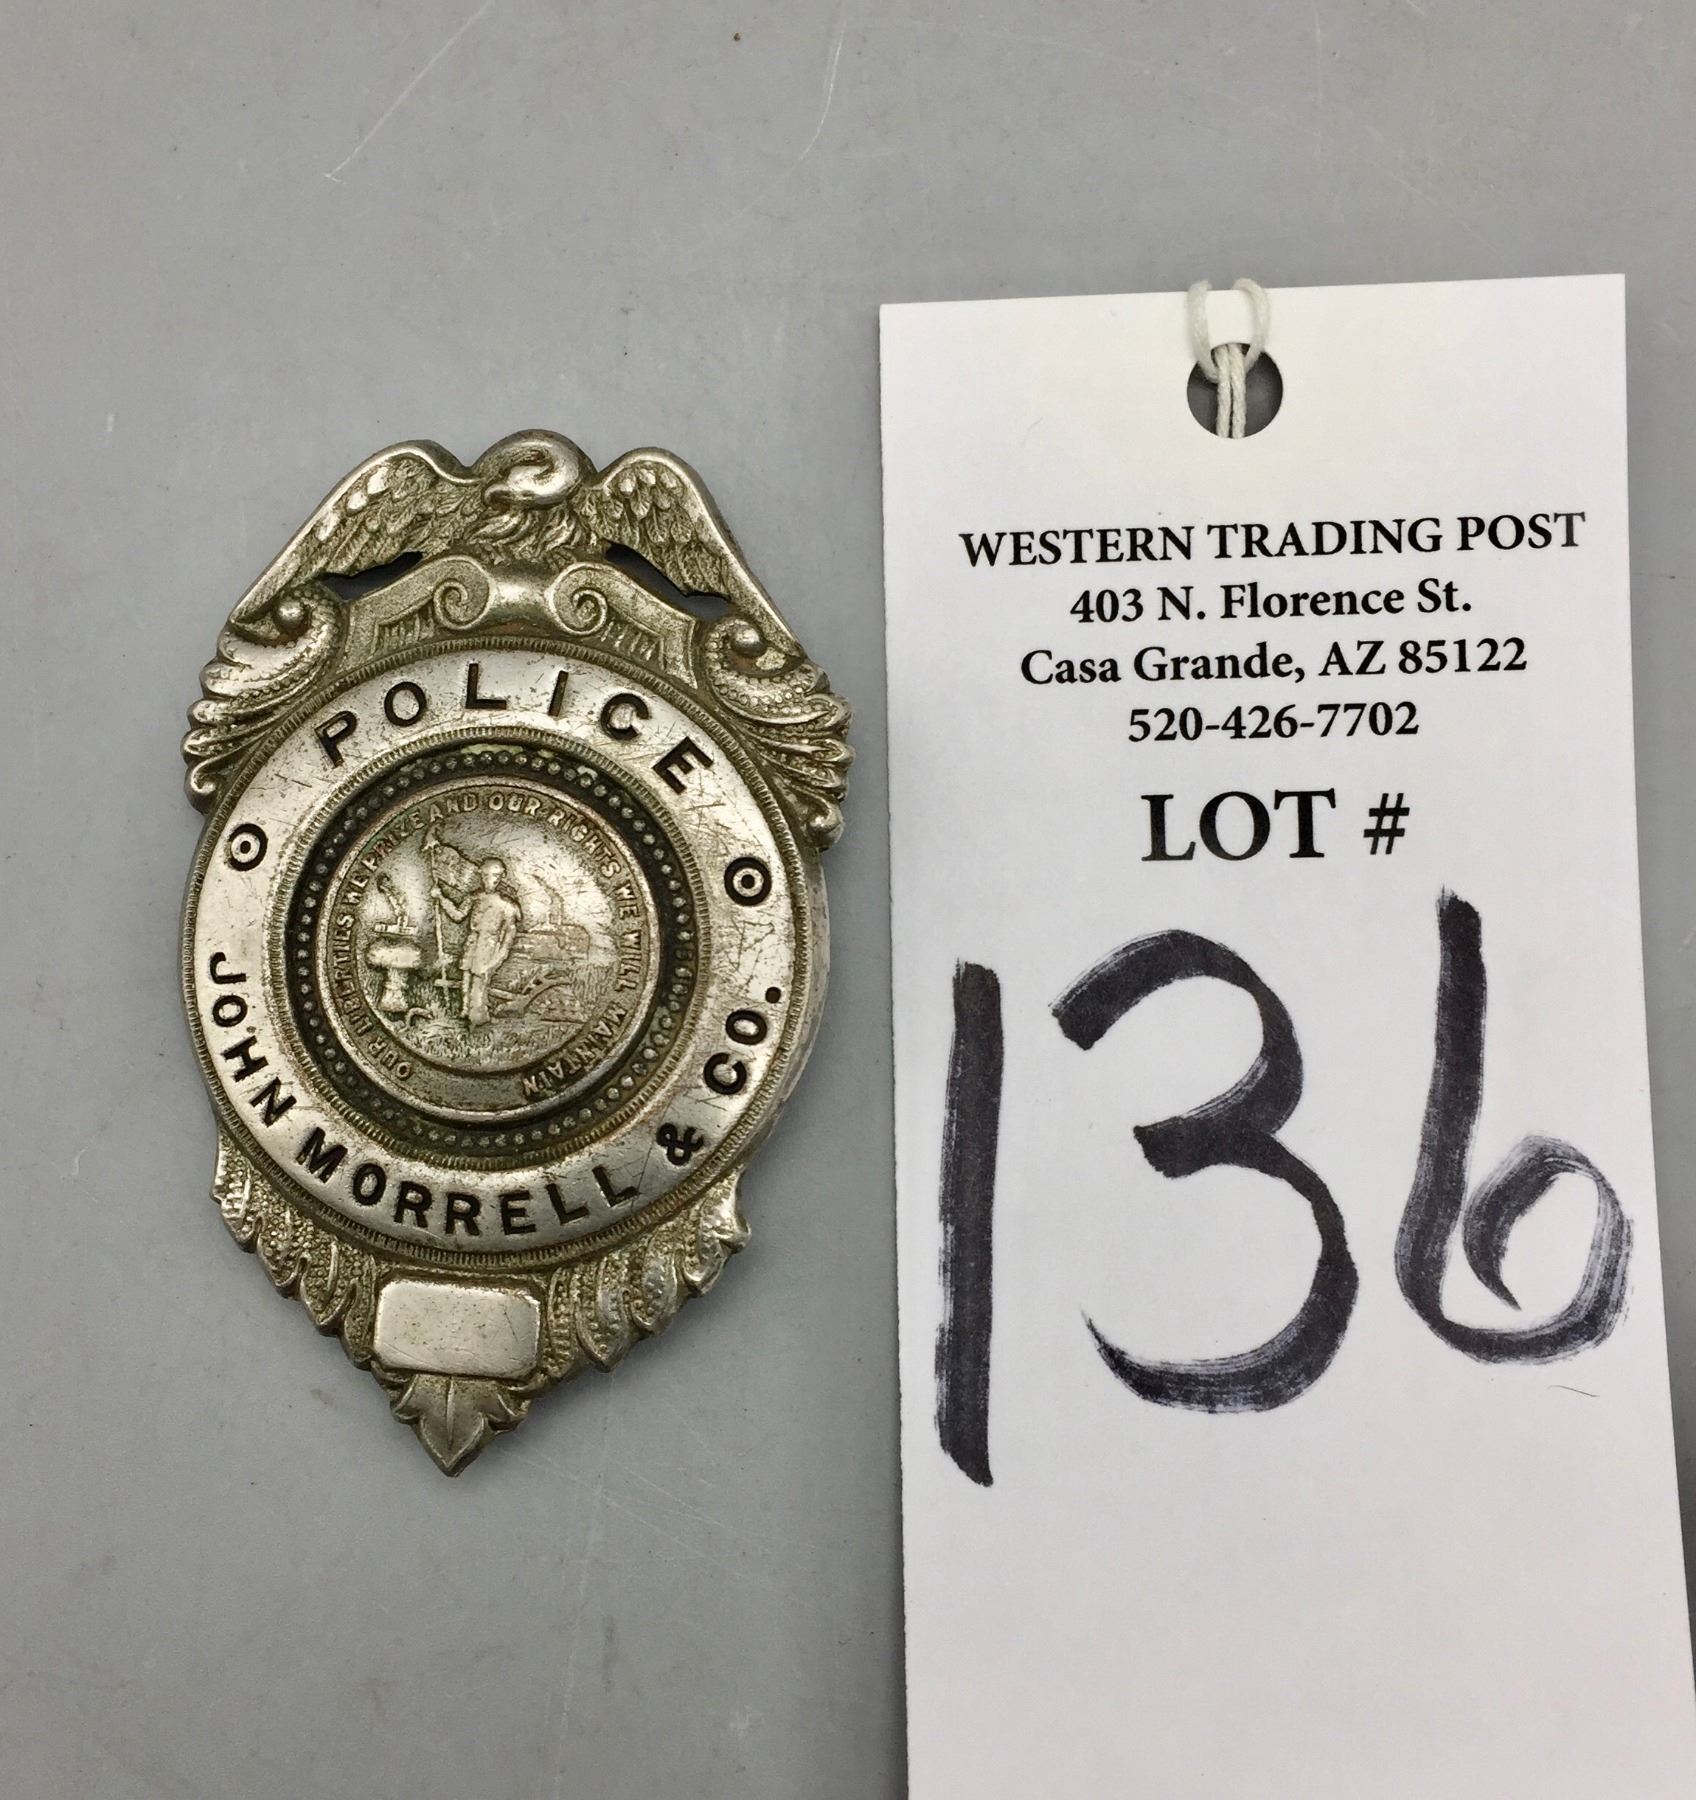 POLICE
JOHN MORRELL & CO.
OUR LIBERTIES WE PRIZE AND OUR RIGHTS WE WILL MAINTAIN
WESTERN TRADING POST
403 N. Florence St.
Casa Grande, AZ 85122
520-426-7702
LOT #
136